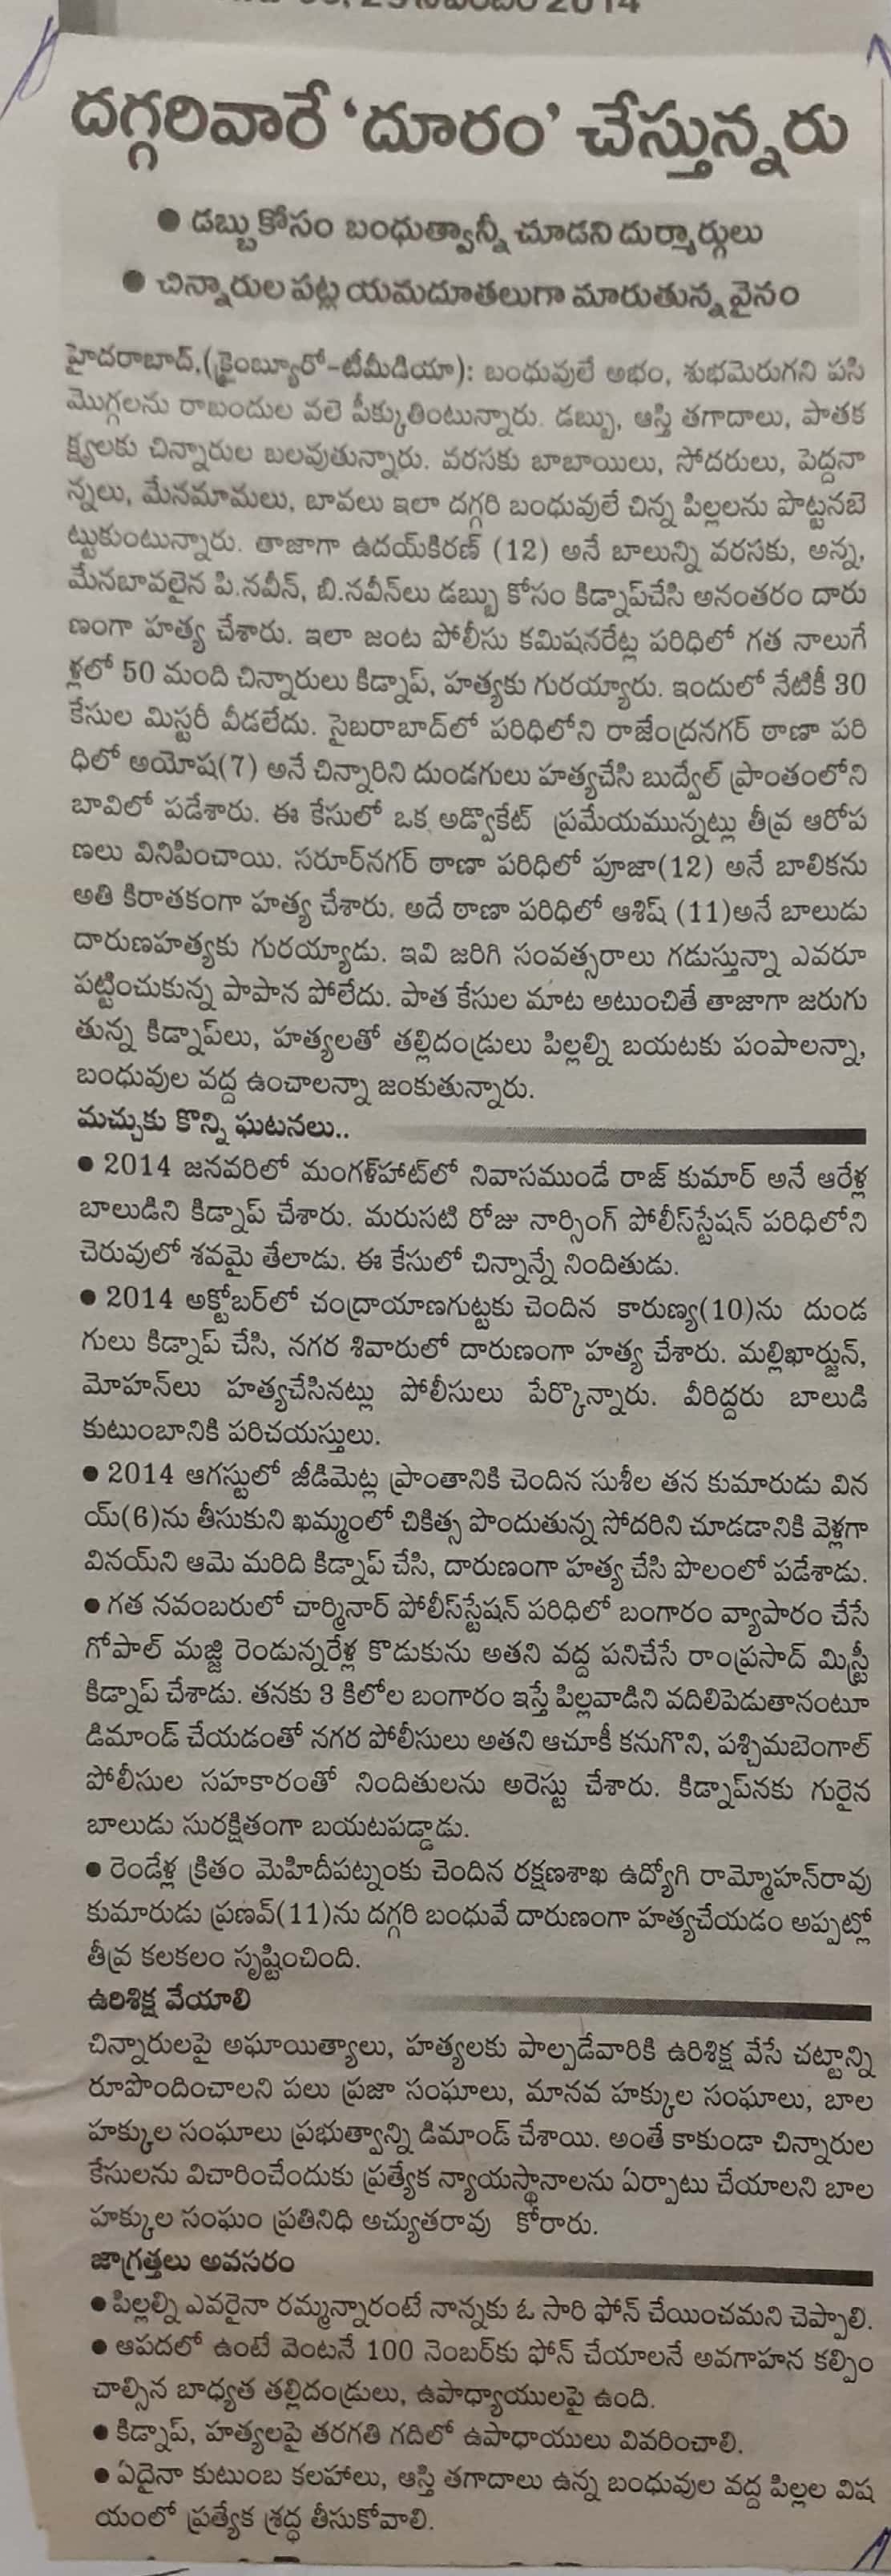 2014
దగ్గరివారే ‘దూరం’ చేస్తున్నరు
● డబ్బుకోసం బంధుత్వాన్నీ చూడని దుర్మార్గులు
● చిన్నారుల పట్ల యమదూతలుగా మారుతున్న వైనం
హైదరాబాద్,(క్రైంబ్యూరో-టీమీడియా): బంధువులే అభం, శుభమెరుగని పసి
మొగ్గలను రాబందుల వలె పీక్కుతింటున్నారు. డబ్బు, ఆస్తి తగాదాలు, పాతక
క్ష్యలకు చిన్నారుల బలవుతున్నారు. వరసకు బాబాయిలు, సోదరులు, పెద్దనా
న్నలు, మేనమామలు, బావలు ఇలా దగ్గరి బంధువులే చిన్న పిల్లలను పొట్టనబె
ట్టుకుంటున్నారు. తాజాగా ఉదయ్‌కిరణ్ (12) అనే బాలున్ని వరసకు, అన్న,
మేనబావలైన పి.నవీన్, బి.నవీన్‌లు డబ్బు కోసం కిడ్నాప్‌చేసి అనంతరం దారు
ణంగా హత్య చేశారు. ఇలా జంట పోలీసు కమిషనరేట్ల పరిధిలో గత నాలుగే
ళ్లలో 50 మంది చిన్నారులు కిడ్నాప్, హత్యకు గురయ్యారు. ఇందులో నేటికీ 30
కేసుల మిస్టరీ వీడలేదు. సైబరాబాద్‌లో పరిధిలోని రాజేంద్రనగర్ ఠాణా పరి
ధిలో అయోష(7) అనే చిన్నారిని దుండగులు హత్యచేసి బుద్వేల్ ప్రాంతంలోని
బావిలో పడేశారు. ఈ కేసులో ఒక అడ్వొకేట్ ప్రమేయమున్నట్లు తీవ్ర ఆరోప
ణలు వినిపించాయి. సరూర్‌నగర్ ఠాణా పరిధిలో పూజా(12) అనే బాలికను
అతి కిరాతకంగా హత్య చేశారు. అదే ఠాణా పరిధిలో ఆశిష్ (11)అనే బాలుడు
దారుణహత్యకు గురయ్యాడు. ఇవి జరిగి సంవత్సరాలు గడుస్తున్నా ఎవరూ
పట్టించుకున్న పాపాన పోలేదు. పాత కేసుల మాట అటుంచితే తాజాగా జరుగు
తున్న కిడ్నాప్‌లు, హత్యలతో తల్లిదండ్రులు పిల్లల్ని బయటకు పంపాలన్నా,
బంధువుల వద్ద ఉంచాలన్నా జంకుతున్నారు.
మచ్చుకు కొన్ని ఘటనలు..
● 2014 జనవరిలో మంగళ్‌హాట్‌లో నివాసముండే రాజ్ కుమార్ అనే ఆరేళ్ల
బాలుడిని కిడ్నాప్ చేశారు. మరుసటి రోజు నార్సింగ్ పోలీస్‌స్టేషన్ పరిధిలోని
చెరువులో శవమై తేలాడు. ఈ కేసులో చిన్నాన్నే నిందితుడు.
● 2014 అక్టోబర్‌లో చంద్రాయాణగుట్టకు చెందిన కారుణ్య(10)ను దుండ
గులు కిడ్నాప్ చేసి, నగర శివారులో దారుణంగా హత్య చేశారు. మల్లిఖార్జున్,
మోహన్‌లు హత్యచేసినట్లు పోలీసులు పేర్కొన్నారు. వీరిద్దరు బాలుడి
కుటుంబానికి పరిచయస్తులు.
● 2014 ఆగస్టులో జీడిమెట్ల ప్రాంతానికి చెందిన సుశీల తన కుమారుడు విన
య్(6)ను తీసుకుని ఖమ్మంలో చికిత్స పొందుతున్న సోదరిని చూడడానికి వెళ్లగా
వినయ్‌ని ఆమె మరిది కిడ్నాప్ చేసి, దారుణంగా హత్య చేసి పొలంలో పడేశాడు.
● గత నవంబరులో చార్మినార్ పోలీస్‌స్టేషన్ పరిధిలో బంగారం వ్యాపారం చేసే
గోపాల్ మజ్జి రెండున్నరేళ్ల కొడుకును అతని వద్ద పనిచేసే రాంప్రసాద్ మిస్త్రీ
కిడ్నాప్ చేశాడు. తనకు 3 కిలోల బంగారం ఇస్తే పిల్లవాడిని వదిలిపెడుతానంటూ
డిమాండ్ చేయడంతో నగర పోలీసులు అతని ఆచూకీ కనుగొని, పశ్చిమబెంగాల్
పోలీసుల సహకారంతో నిందితులను అరెస్టు చేశారు. కిడ్నాప్‌నకు గురైన
బాలుడు సురక్షితంగా బయటపడ్డాడు.
● రెండేళ్ల క్రితం మెహిదీపట్నంకు చెందిన రక్షణశాఖ ఉద్యోగి రామ్మోహన్‌రావు
కుమారుడు ప్రణవ్(11)ను దగ్గరి బంధువే దారుణంగా హత్యచేయడం అప్పట్లో
తీవ్ర కలకలం సృష్టించింది.
ఉరిశిక్ష వేయాలి
చిన్నారులపై అఘాయిత్యాలు, హత్యలకు పాల్పడేవారికి ఉరిశిక్ష వేసే చట్టాన్ని
రూపొందించాలని పలు ప్రజా సంఘాలు, మానవ హక్కుల సంఘాలు, బాల
హక్కుల సంఘాలు ప్రభుత్వాన్ని డిమాండ్ చేశాయి. అంతే కాకుండా చిన్నారుల
కేసులను విచారించేందుకు ప్రత్యేక న్యాయస్థానాలను ఏర్పాటు చేయాలని బాల
హక్కుల సంఘం ప్రతినిధి అచ్యుతరావు కోరారు.
జాగ్రత్తలు అవసరం
● పిల్లల్ని ఎవరైనా రమ్మన్నారంటే నాన్నకు ఓ సారి ఫోన్ చేయించమని చెప్పాలి.
● ఆపదలో ఉంటే వెంటనే 100 నెంబర్‌కు ఫోన్ చేయాలనే అవగాహన కల్పిం
చాల్సిన బాధ్యత తల్లిదండ్రులు, ఉపాధ్యాయులపై ఉంది.
● కిడ్నాప్, హత్యలపై తరగతి గదిలో ఉపాధాయులు వివరించాలి.
● ఏదైనా కుటుంబ కలహాలు, ఆస్తి తగాదాలు ఉన్న బంధువుల వద్ద పిల్లల విష
యంలో ప్రత్యేక శ్రద్ధ తీసుకోవాలి.